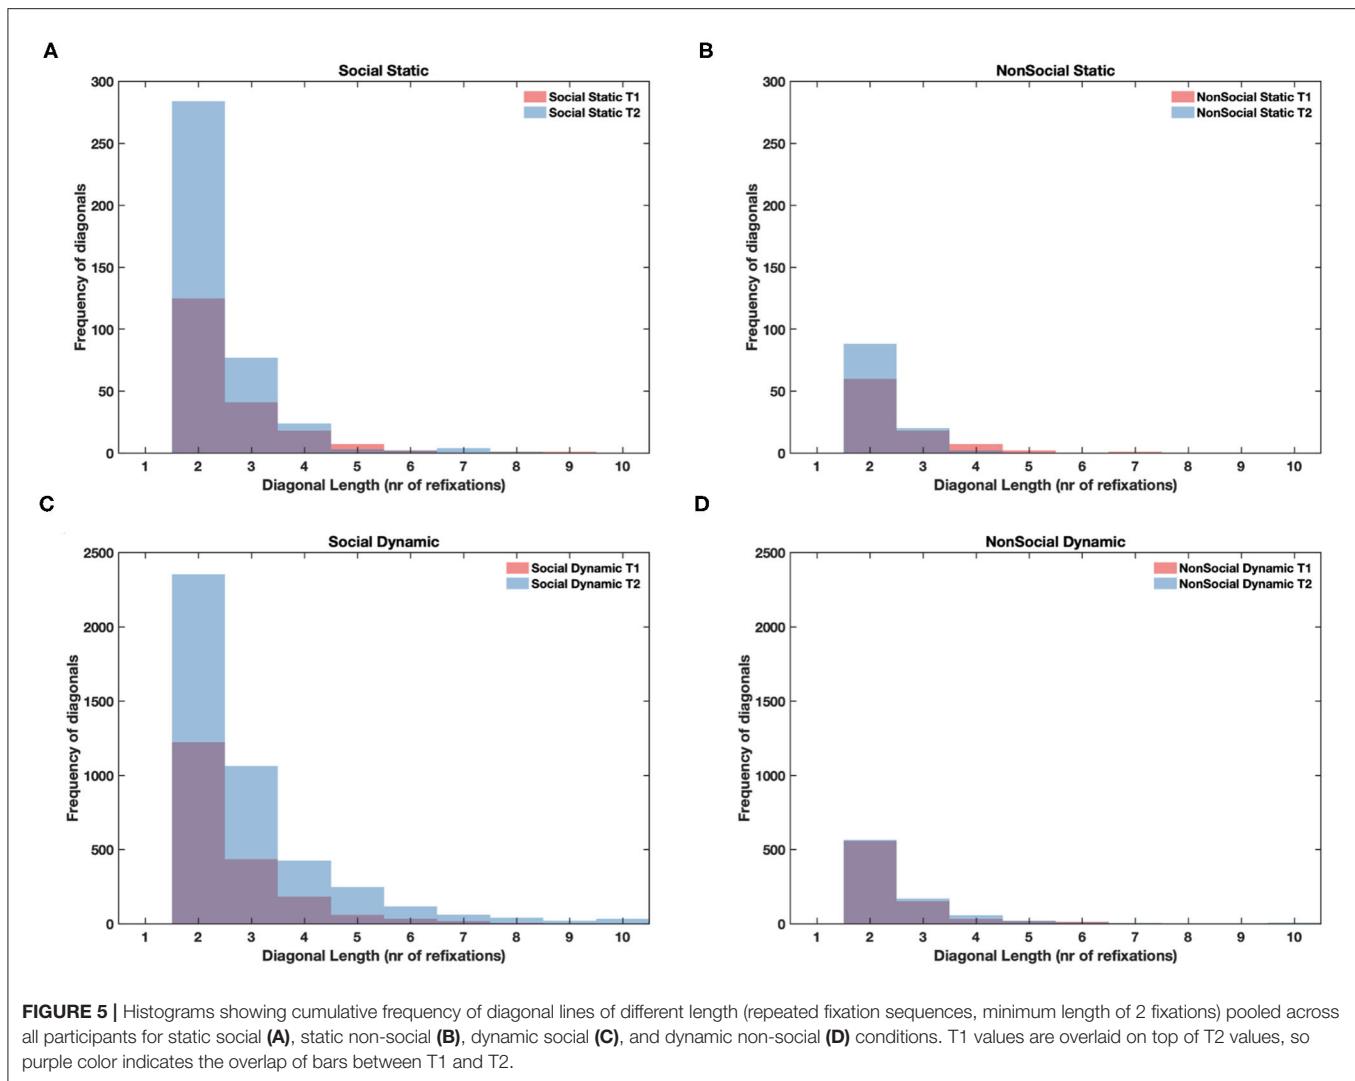 A
Social Static
300
250
200
150
100
50
0
Frequency of diagonals
Social Static T1
Social Static T2
1 2 3 4 5 6 7 8 9 10
Diagonal Length (nr of refixations)
B
NonSocial Static
300
250
200
150
100
50
0
Frequency of diagonals
NonSocial Static T1
NonSocial Static T2
1 2 3 4 5 6 7 8 9 10
Diagonal Length (nr of refixations)
C
Social Dynamic
2500
2000
1500
1000
500
0
Frequency of diagonals
Social Dynamic T1
Social Dynamic T2
1 2 3 4 5 6 7 8 9 10
Diagonal Length (nr of refixations)
D
NonSocial Dynamic
2500
2000
1500
1000
500
0
Frequency of diagonals
NonSocial Dynamic T1
NonSocial Dynamic T2
1 2 3 4 5 6 7 8 9 10
Diagonal Length (nr of refixations)
FIGURE 5 | Histograms showing cumulative frequency of diagonal lines of different length (repeated fixation sequences, minimum length of 2 fixations) pooled across
all participants for static social (A), static non-social (B), dynamic social (C), and dynamic non-social (D) conditions. T1 values are overlaid on top of T2 values, so
purple color indicates the overlap of bars between T1 and T2.